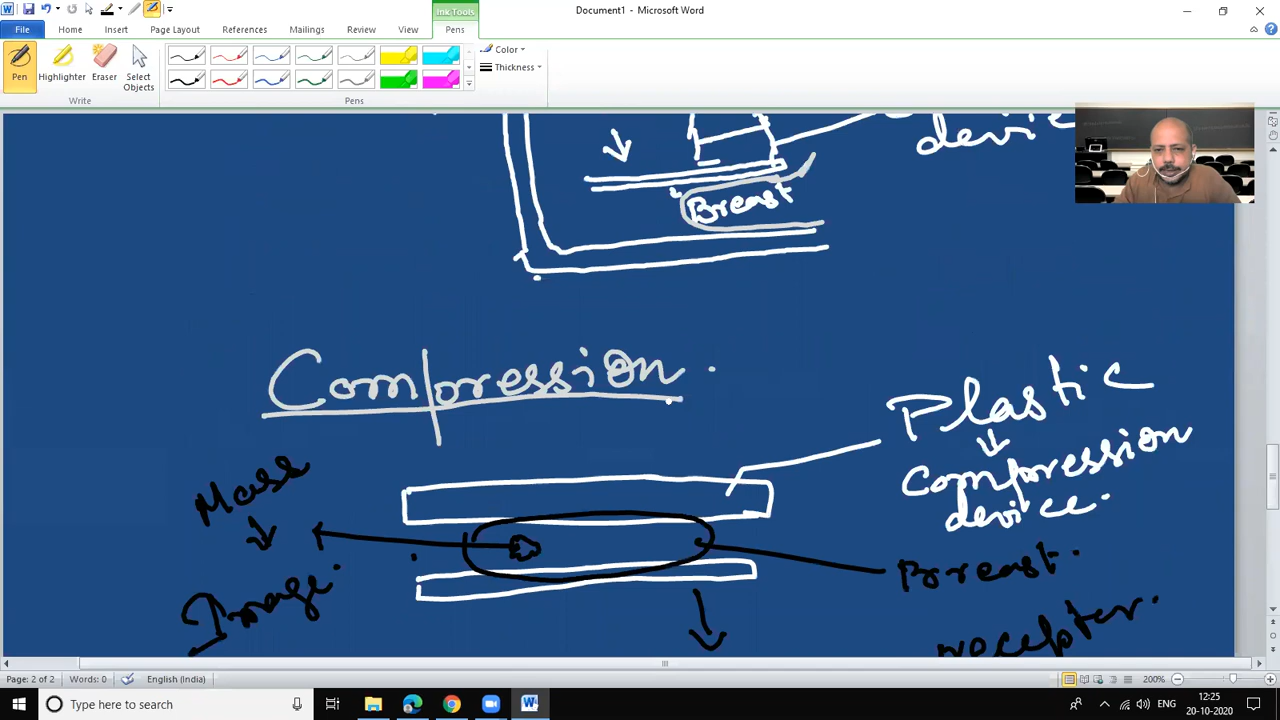 Document1 - Microsoft Word
Ink Tools
File
Home
Insert
Page Layout
References
Mailings
Review
View
Pens
Pen
Highlighter
Eraser
Select
Objects
Color
Thickness
Write
Pens
device
Breast
Compression.
Plastic
Compression
device.
Mass
Image
Breast.
receptor.
Page: 2 of 2
Words: 0
English (India)
200%
Type here to search
ENG
12:25
20-10-2020